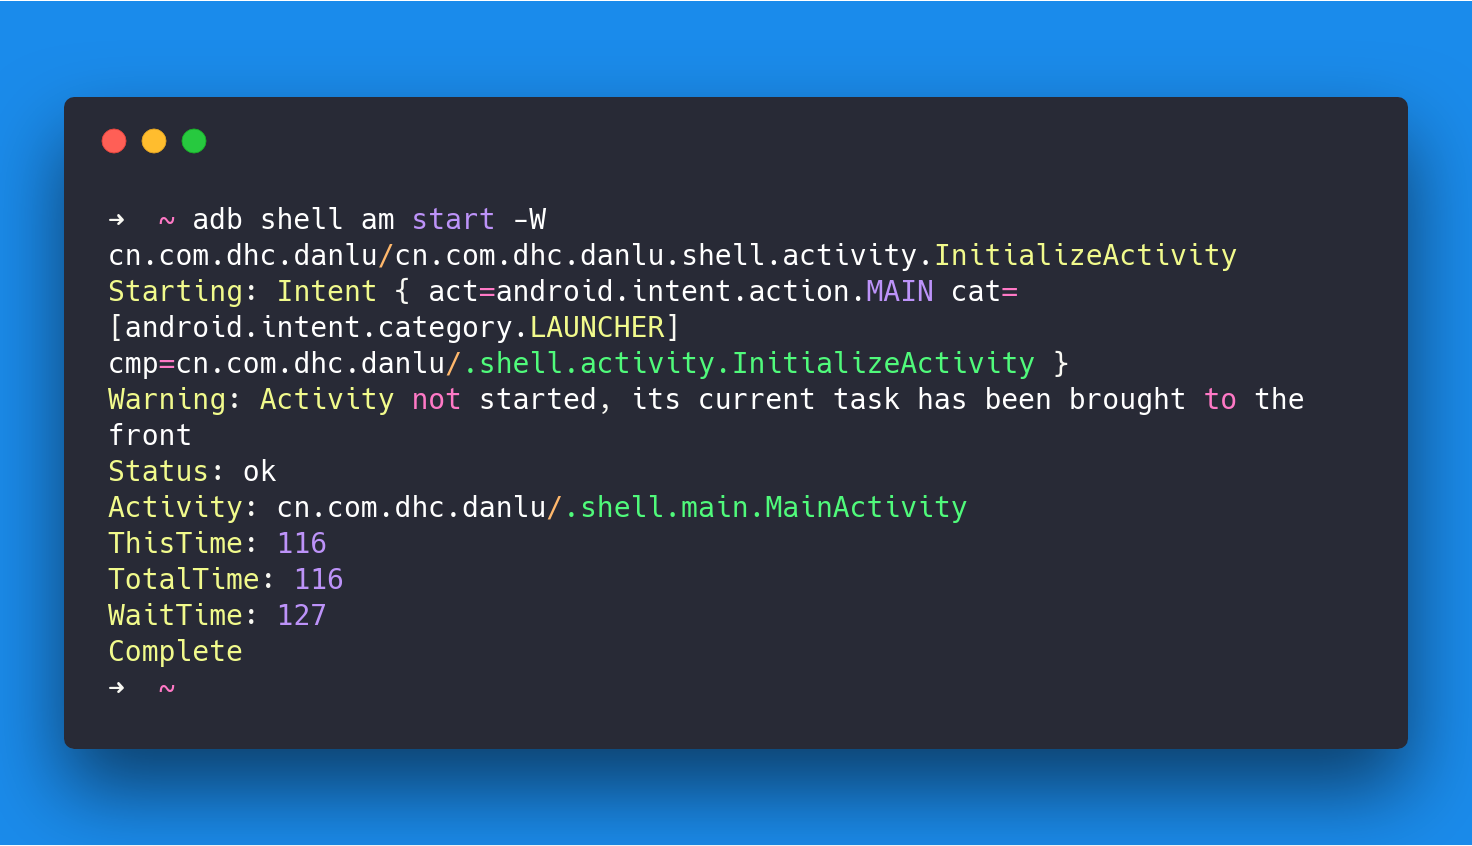 ➜  ~ adb shell am start -W
cn.com.dhc.danlu/cn.com.dhc.danlu.shell.activity.InitializeActivity
Starting: Intent { act=android.intent.action.MAIN cat=
[android.intent.category.LAUNCHER]
cmp=cn.com.dhc.danlu/.shell.activity.InitializeActivity }
Warning: Activity not started, its current task has been brought to the
front
Status: ok
Activity: cn.com.dhc.danlu/.shell.main.MainActivity
ThisTime: 116
TotalTime: 116
WaitTime: 127
Complete
➜  ~